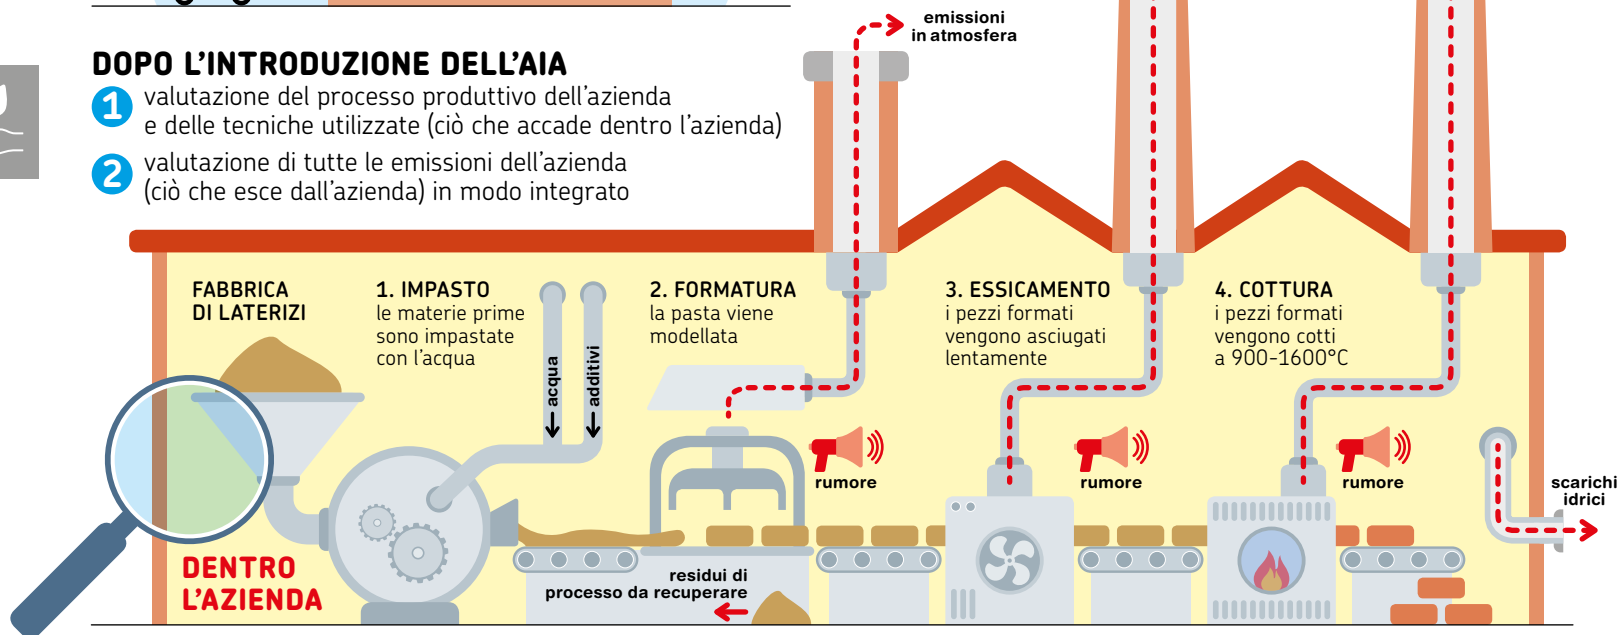 emissioni
in atmosfera
DOPO L'INTRODUZIONE DELL'AIA
1 valutazione del processo produttivo dell'azienda
e delle tecniche utilizzate (ciò che accade dentro l'azienda)
2 valutazione di tutte le emissioni dell'azienda
(ciò che esce dall'azienda) in modo integrato
FABBRICA
DI LATERIZI
1. IMPASTO
le materie prime
sono impastate
con l'acqua
acqua
additivi
2. FORMATURA
la pasta viene
modellata
3. ESSICAMENTO
i pezzi formati
vengono asciugati
lentamente
4. COTTURA
i pezzi formati
vengono cotti
a 900-1600°C
rumore
rumore
rumore
scarichi
idrici
DENTRO
L'AZIENDA
residui di
processo da recuperare